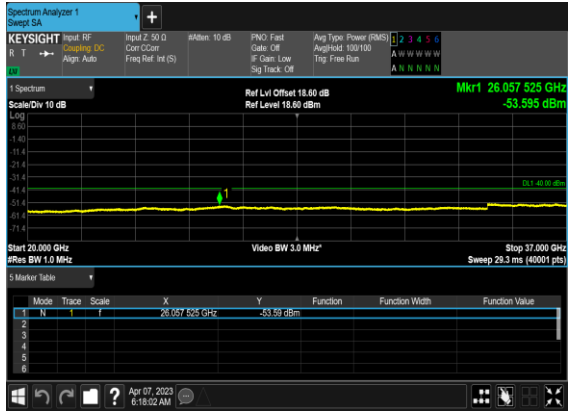 Spectrum Analyzer 1
Swept SA
KEYSIGHT
R T
LU
Input: RF
Coupling: DC
Align: Auto
Input Z: 50 Ω
Corr CCorr
Freq Ref: Int (S)
#Atten: 10 dB
PNO: Fast
Gate: Off
IF Gain: Low
Sig Track: Off
Avg Type: Power (RMS)
Avg|Hold: 100/100
Trig: Free Run
1 2 3 4 5 6
A W W W W W
A N N N N N
1 Spectrum
Scale/Div 10 dB
Ref Lvl Offset 18.60 dB
Ref Level 18.60 dBm
Mkr1 26.057 525 GHz
-53.595 dBm
Log
8.60
-1.40
-11.4
-21.4
-31.4
-41.4
-51.4
-61.4
-71.4
DL1 -40.00 dBm
1
Start 20.000 GHz
#Res BW 1.0 MHz
Video BW 3.0 MHz*
Stop 37.000 GHz
Sweep 29.3 ms (40001 pts)
5 Marker Table
Mode Trace Scale X Y Function Function Width Function Value
1 N 1 f 26.057 525 GHz -53.59 dBm
2
3
4
5
6
?
Apr 07, 2023
6:18:02 AM